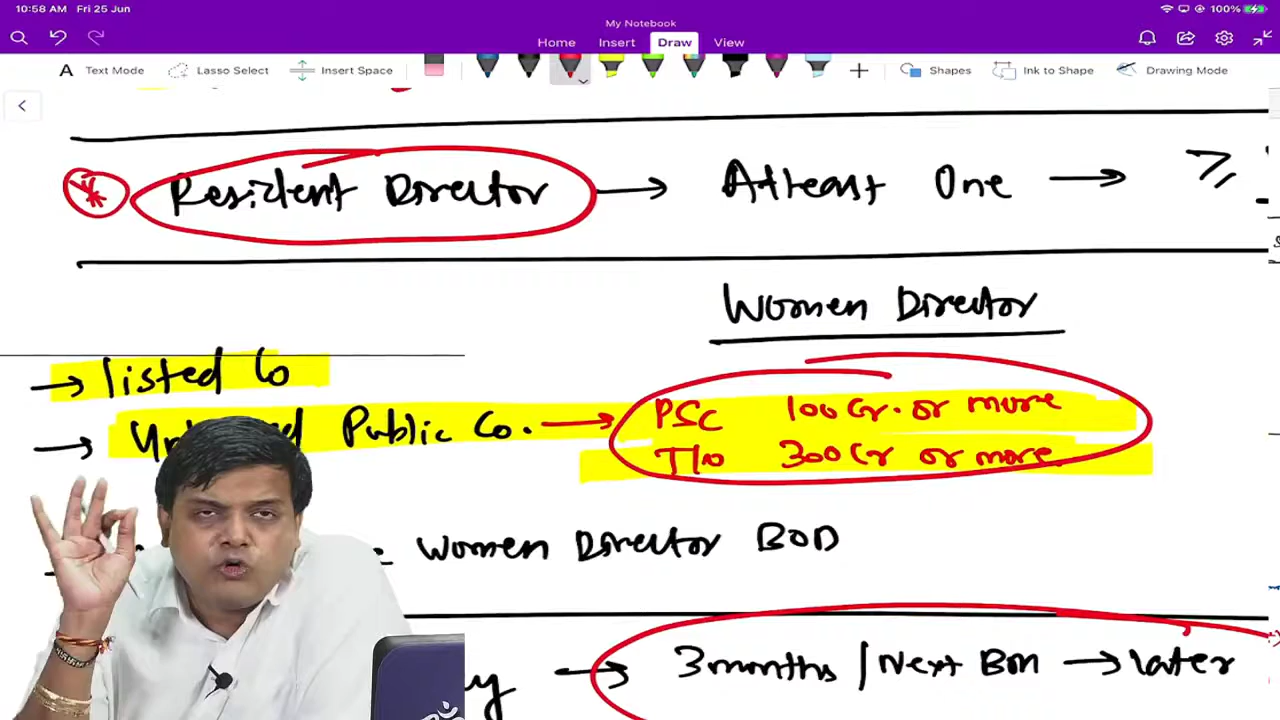 10:58 AM Fri 25 Jun
100%
My Notebook
Home Insert Draw View
Text Mode Lasso Select Insert Space Shapes Ink to Shape Drawing Mode
Resident Director → Atleast One → ≥
Women Director
→ listed Co
→ Public Co. → PSC 100 Cr. or more
T/o 300 Cr or more
Women Director BOD
→ 3 months / Next BM → later